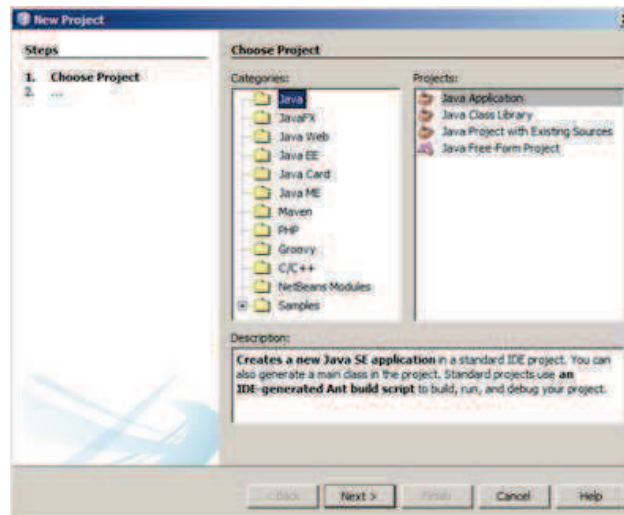 New Project
Steps
1. Choose Project
2. ...
Choose Project
Categories:
Java
JavaFX
Java Web
Java EE
Java Card
Java ME
Maven
PHP
Groovy
C/C++
NetBeans Modules
Samples
Projects:
Java Application
Java Class Library
Java Project with Existing Sources
Java Free-Form Project
Description:
Creates a new Java SE application in a standard IDE project. You can
also generate a main class in the project. Standard projects use an
IDE-generated Ant build script to build, run, and debug your project.
< Back
Next >
Finish
Cancel
Help